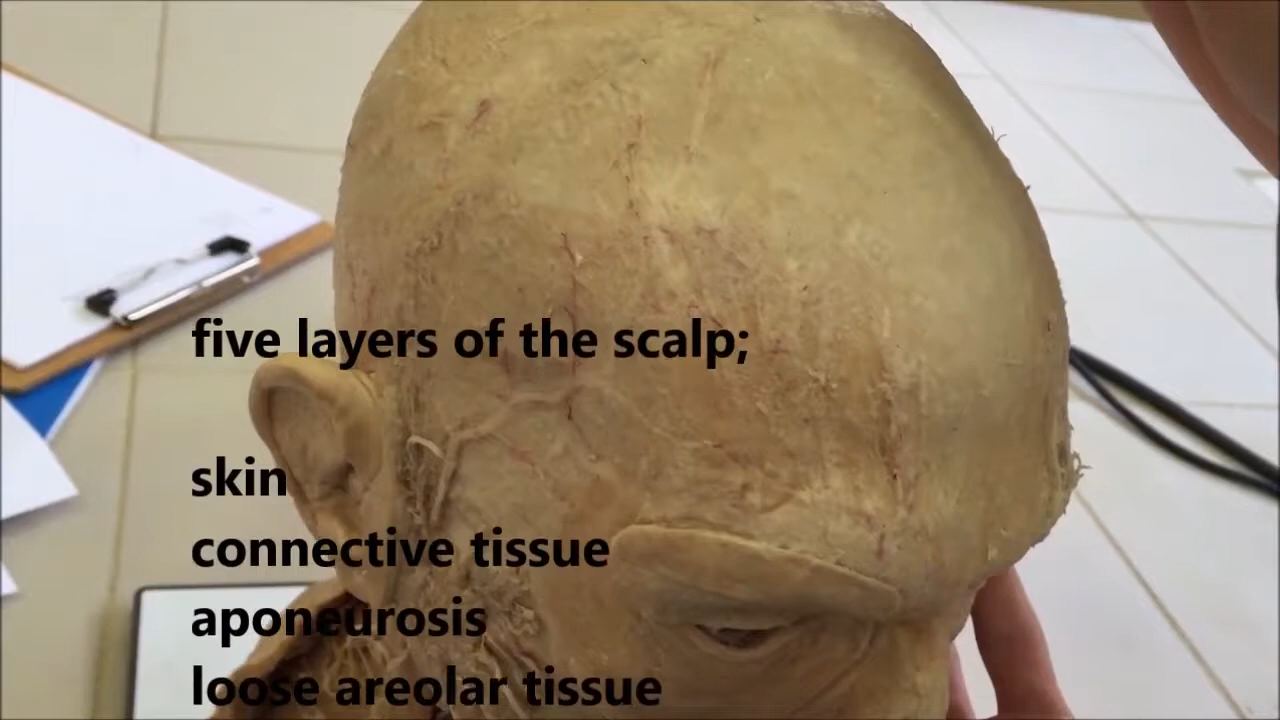 five layers of the scalp;
skin
connective tissue
aponeurosis
loose areolar tissue